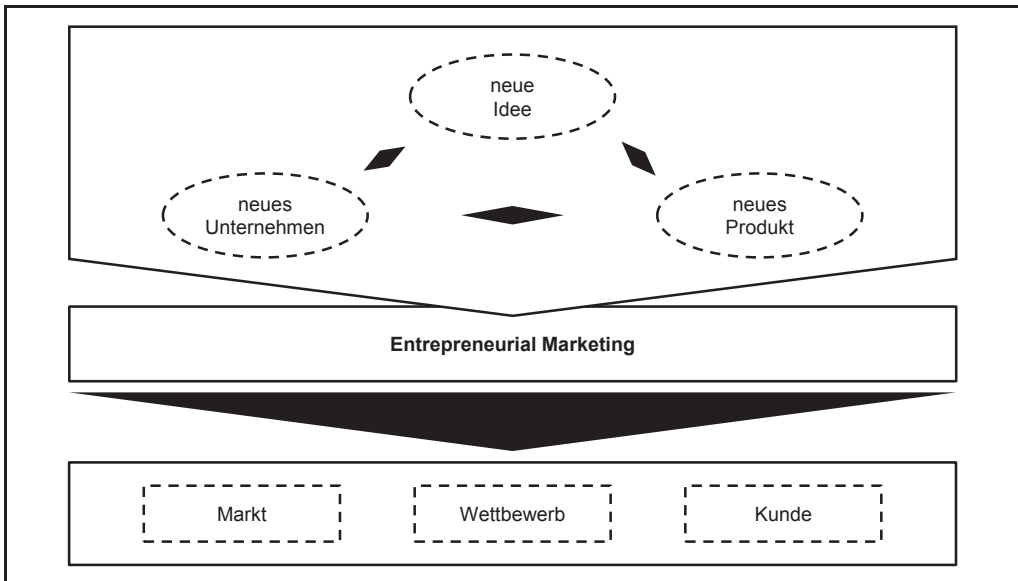 neue
Idee
neues
Unternehmen
neues
Produkt
Entrepreneurial Marketing
Markt
Wettbewerb
Kunde